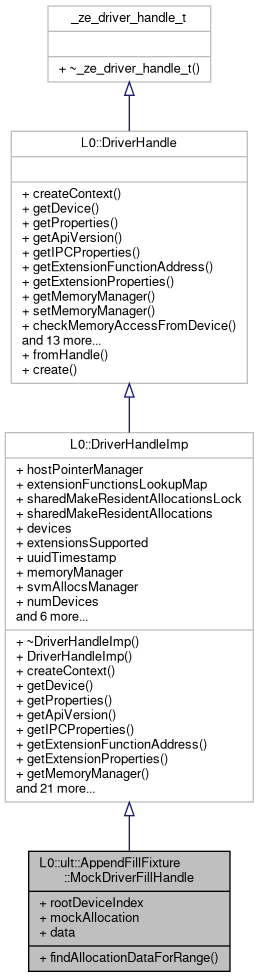 _ze_driver_handle_t
+ ~_ze_driver_handle_t()
L0::DriverHandle
+ createContext()
+ getDevice()
+ getProperties()
+ getApiVersion()
+ getIPCProperties()
+ getExtensionFunctionAddress()
+ getExtensionProperties()
+ getMemoryManager()
+ setMemoryManager()
+ checkMemoryAccessFromDevice()
and 13 more...
+ fromHandle()
+ create()
L0::DriverHandleImp
+ hostPointerManager
+ extensionFunctionsLookupMap
+ sharedMakeResidentAllocationsLock
+ sharedMakeResidentAllocations
+ devices
+ extensionsSupported
+ uuidTimestamp
+ memoryManager
+ svmAllocsManager
+ numDevices
and 6 more...
+ ~DriverHandleImp()
+ DriverHandleImp()
+ createContext()
+ getDevice()
+ getProperties()
+ getApiVersion()
+ getIPCProperties()
+ getExtensionFunctionAddress()
+ getExtensionProperties()
+ getMemoryManager()
and 21 more...
L0::ult::AppendFillFixture
::MockDriverFillHandle
+ rootDeviceIndex
+ mockAllocation
+ data
+ findAllocationDataForRange()